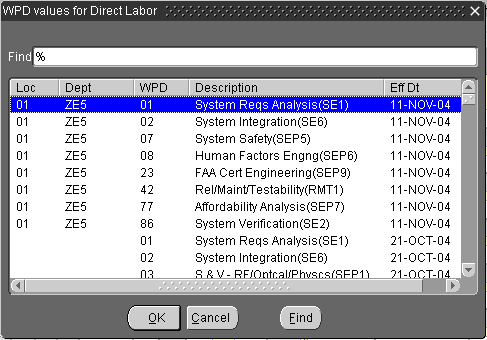 WPD values for Direct Labor
Find %
Loc Dept WPD Description Eff Dt
01 ZE5 01 System Reqs Analysis(SE1) 11-NOV-04
01 ZE5 02 System Integration(SE6) 11-NOV-04
01 ZE5 07 System Safety(SEP5) 11-NOV-04
01 ZE5 08 Human Factors Engng(SEP6) 11-NOV-04
01 ZE5 23 FAA Cert Engineering(SEP9) 11-NOV-04
01 ZE5 42 Rel/Maint/Testability(RMT1) 11-NOV-04
01 ZE5 77 Affordability Analysis(SEP7) 11-NOV-04
01 ZE5 86 System Verification(SE2) 11-NOV-04
01 System Reqs Analysis(SE1) 21-OCT-04
02 System Integration(SE6) 21-OCT-04
03 S & V - RF/Optcal/Physcs(SEP1) 21-OCT-04
OK Cancel Find